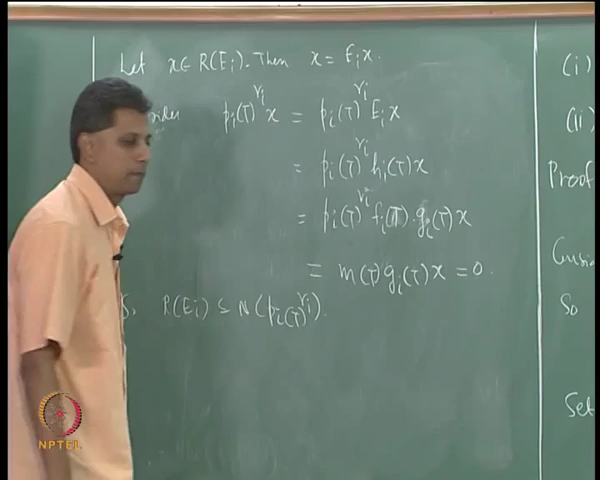 Let x ∈ R(E_i). Then x = E_i x.
p_i(T)^{r_i} x = p_i(T)^{r_i} E_i x
= p_i(T)^{r_i} h_i(T) x
= p_i(T)^{r_i} f_i(T) · g_i(T) x
= m(T) g_i(T) x = 0.
R(E_i) ⊆ N(p_i(T)^{r_i}).
(i)
(ii)
Proof
So
Set
NPTEL